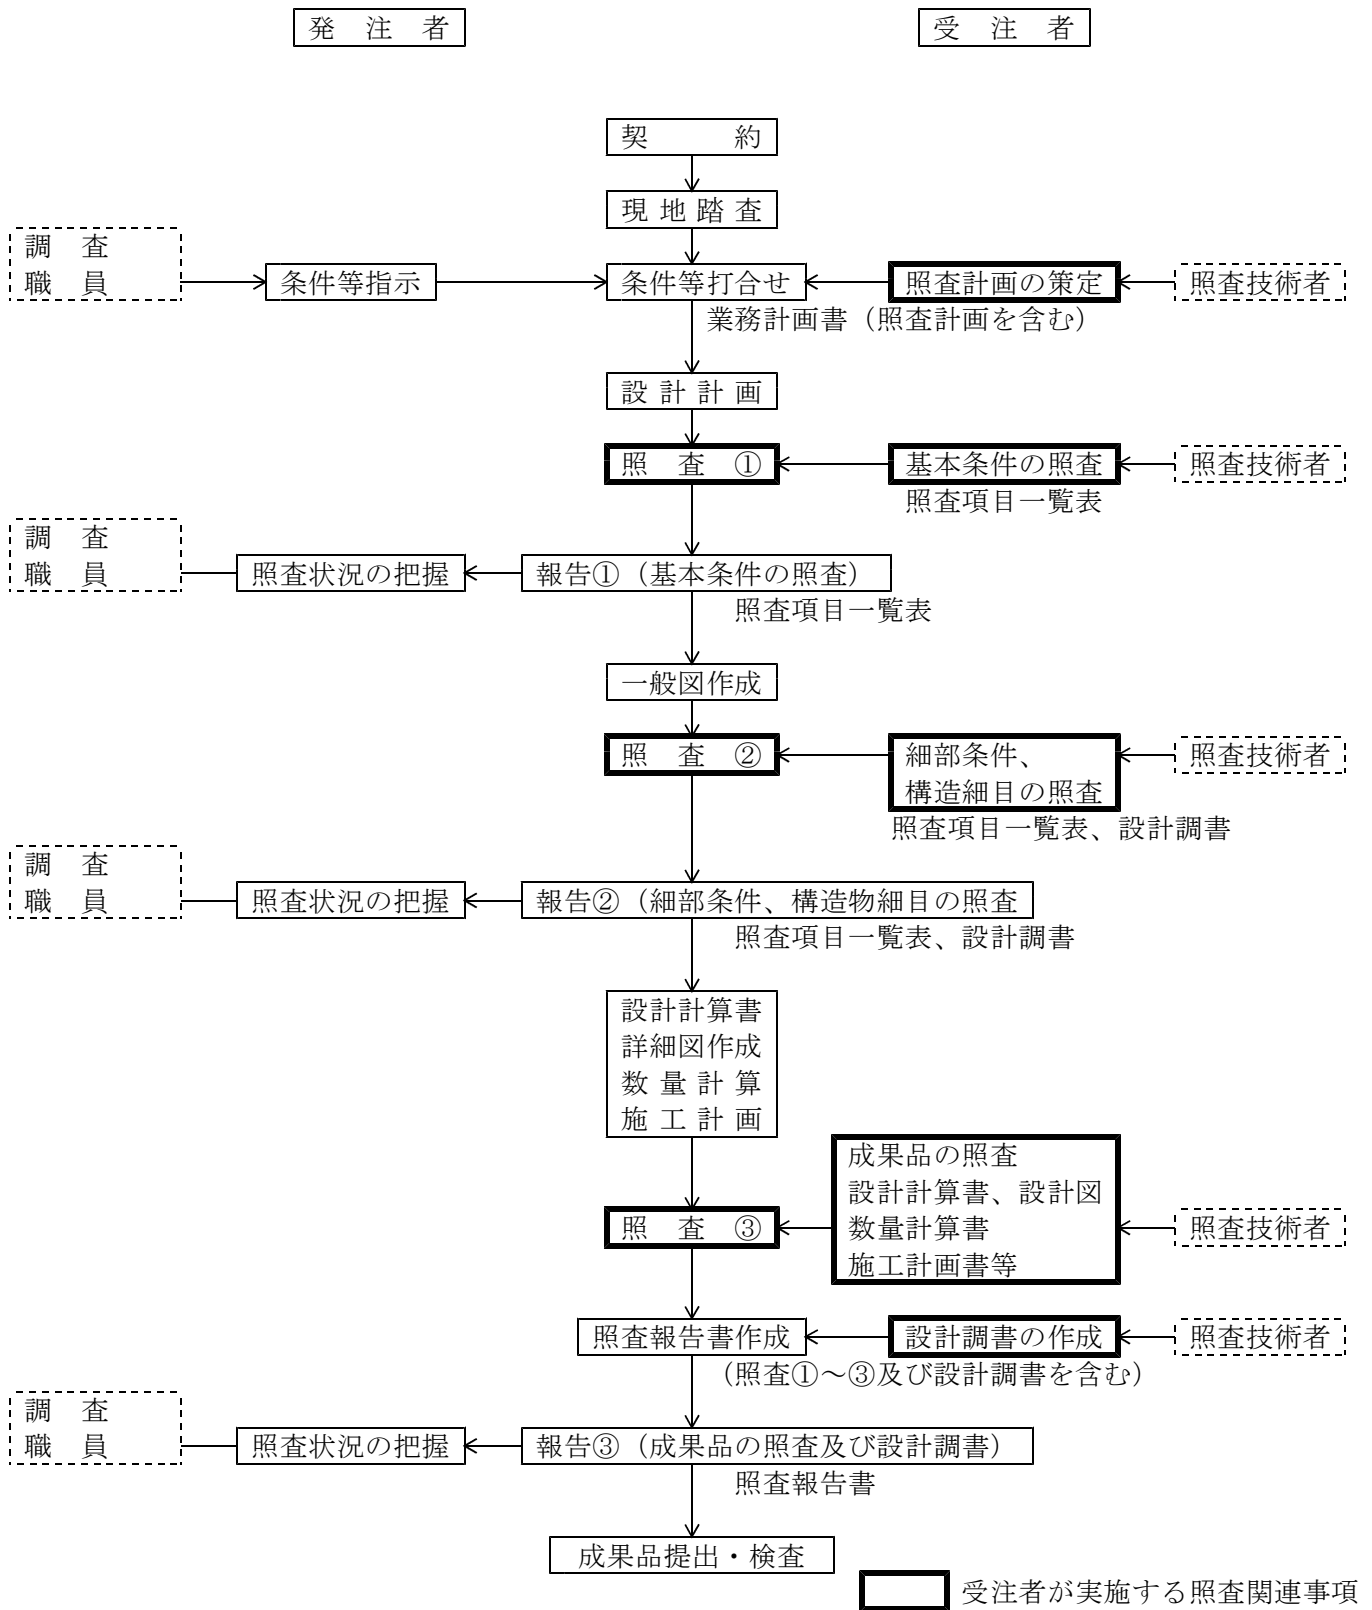 発　注　者
受　注　者
契　　　約
現 地 踏 査
調　査
職　員
条件等指示
条件等打合せ
照査計画の策定
照査技術者
業務計画書（照査計画を含む）
設 計 計 画
照　査　①
基本条件の照査
照査技術者
照査項目一覧表
調　査
職　員
照査状況の把握
報告①（基本条件の照査）
照査項目一覧表
一般図作成
照　査　②
細部条件、
構造細目の照査
照査技術者
照査項目一覧表、設計調書
調　査
職　員
照査状況の把握
報告②（細部条件、構造物細目の照査
照査項目一覧表、設計調書
設計計算書
詳細図作成
数 量 計 算
施 工 計 画
照　査　③
成果品の照査
設計計算書、設計図
数量計算書
施工計画書等
照査技術者
照査報告書作成
設計調書の作成
照査技術者
（照査①～③及び設計調書を含む）
調　査
職　員
照査状況の把握
報告③（成果品の照査及び設計調書）
照査報告書
成果品提出・検査
受注者が実施する照査関連事項